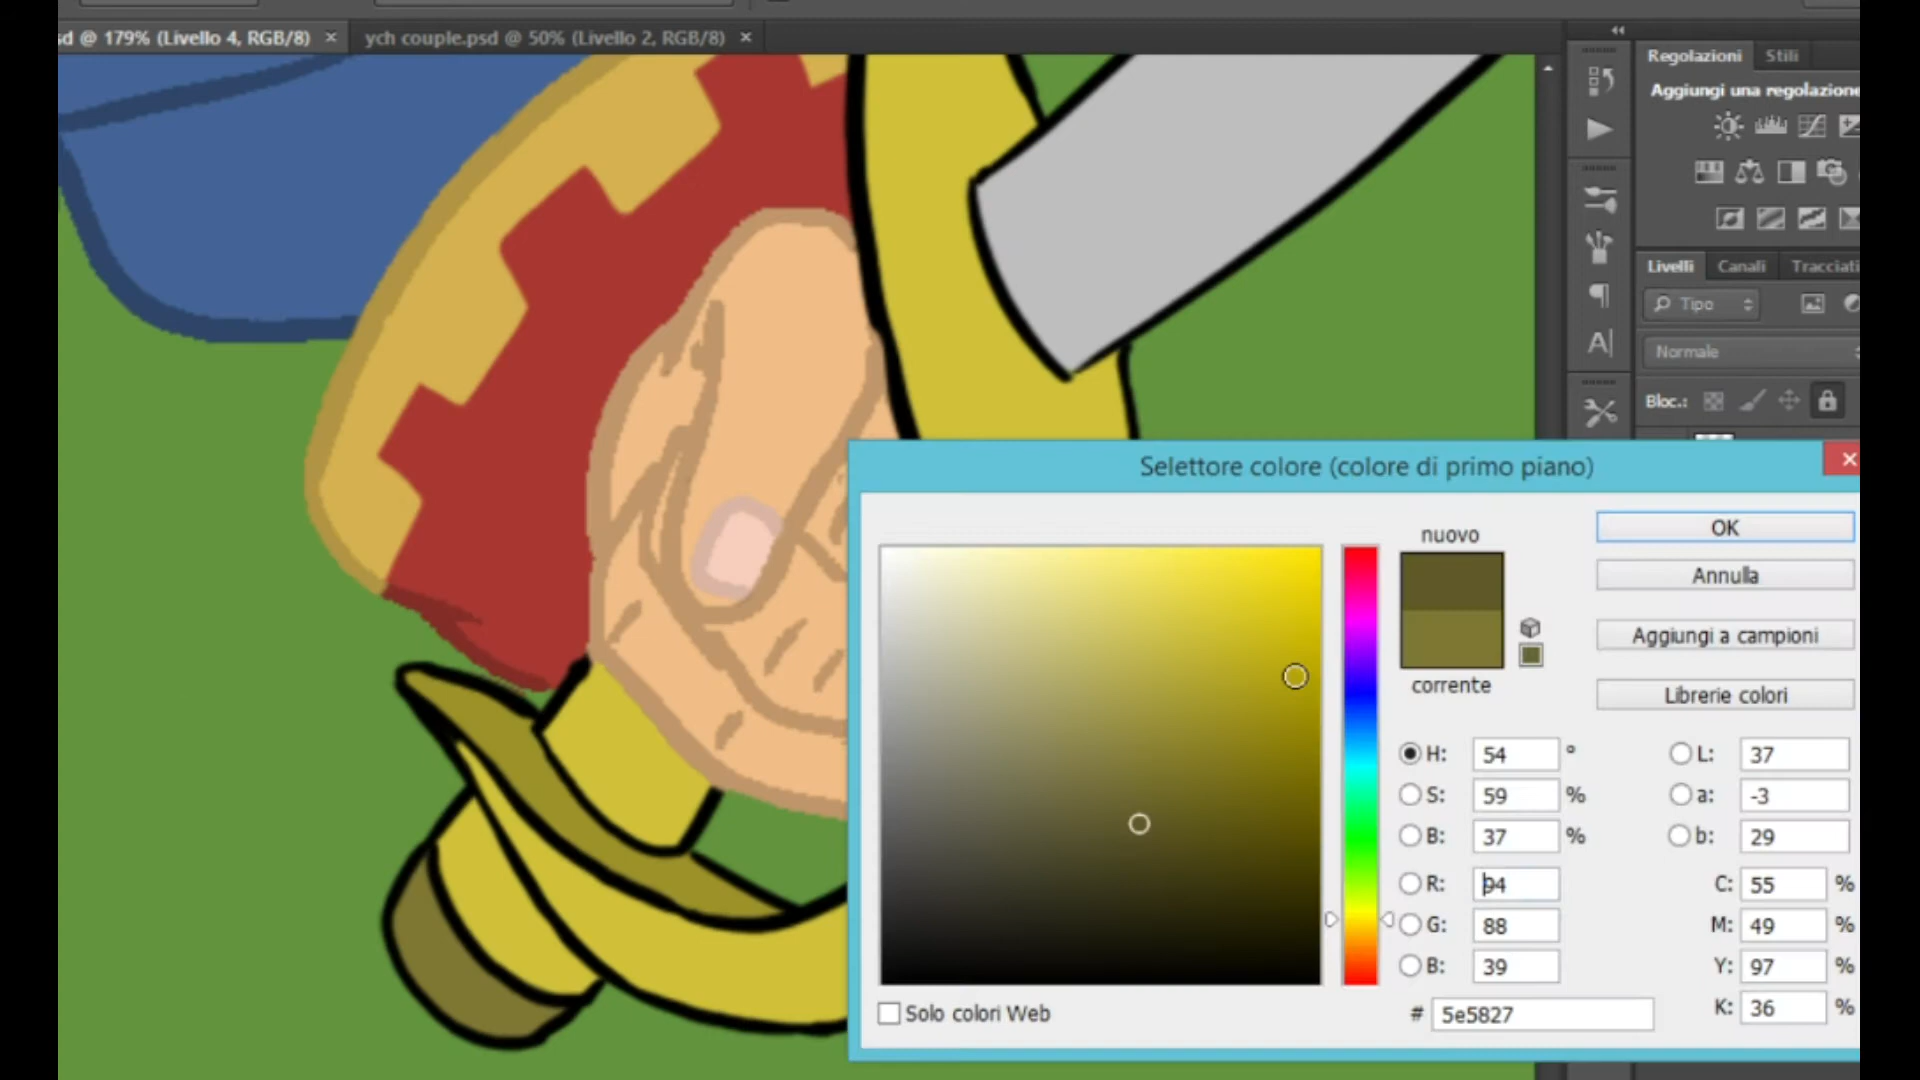 sd @ 179% (Livello 4, RGB/8) ×
ych couple.psd @ 50% (Livello 2, RGB/8) ×
Regolazioni Stili
Aggiungi una regolazione
Livelli Canali Tracciati
Tipo
Normale
Bloc.:
Selettore colore (colore di primo piano)
nuovo
corrente
OK
Annulla
Aggiungi a campioni
Librerie colori
H: 54 °
S: 59 %
B: 37 %
R: 94
G: 88
B: 39
L: 37
a: -3
b: 29
C: 55 %
M: 49 %
Y: 97 %
K: 36 %
# 5e5827
Solo colori Web